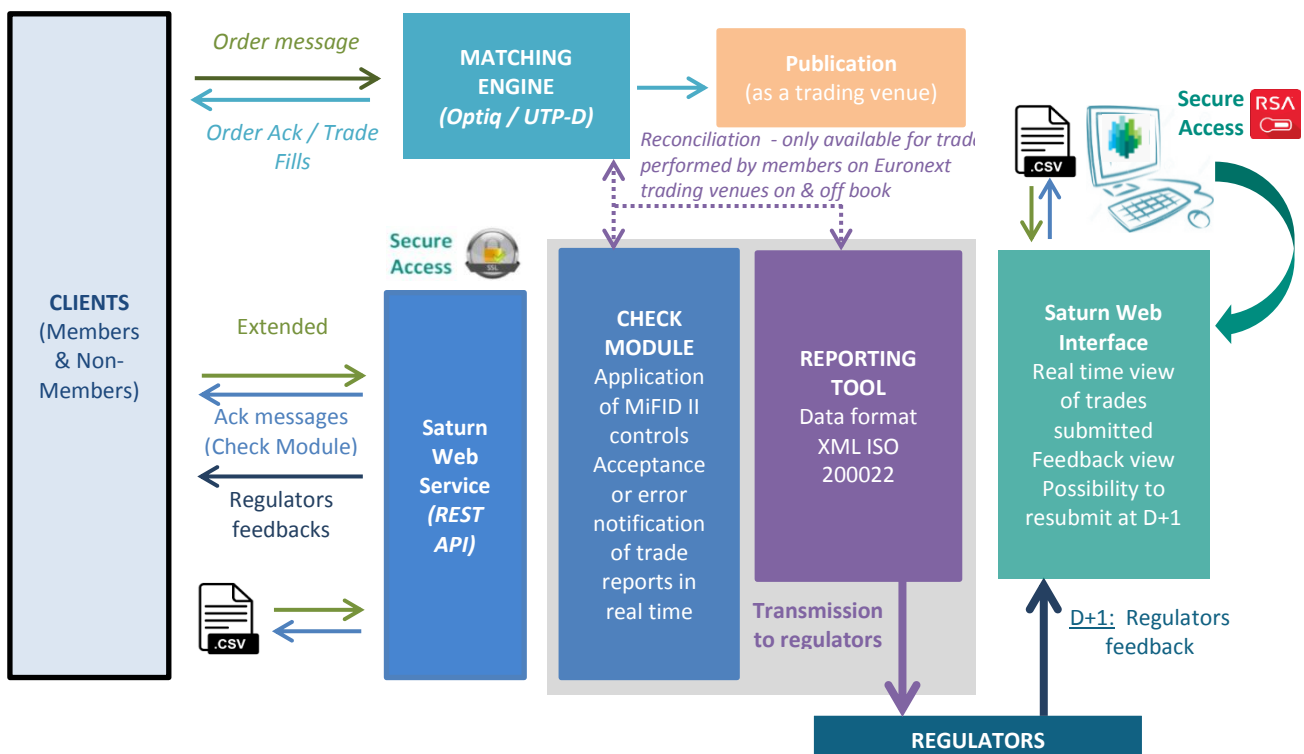 Order message
Order Ack / Trade
Fills
MATCHING
ENGINE
(Optiq / UTP-D)
Publication
(as a trading venue)
Reconciliation - only available for trade
performed by members on Euronext
trading venues on & off book
.CSV
Secure
Access
RSA
CLIENTS
(Members
& Non-
Members)
Extended
Ack messages
(Check Module)
Regulators
feedbacks
.CSV
Secure
Access
SSL
Saturn
Web
Service
(REST
API)
CHECK
MODULE
Application
of MiFID II
controls
Acceptance
or error
notification
of trade
reports in
real time
REPORTING
TOOL
Data format
XML ISO
200022
Transmission
to regulators
Saturn Web
Interface
Real time view
of trades
submitted
Feedback view
Possibility to
resubmit at D+1
D+1: Regulators
feedback
REGULATORS